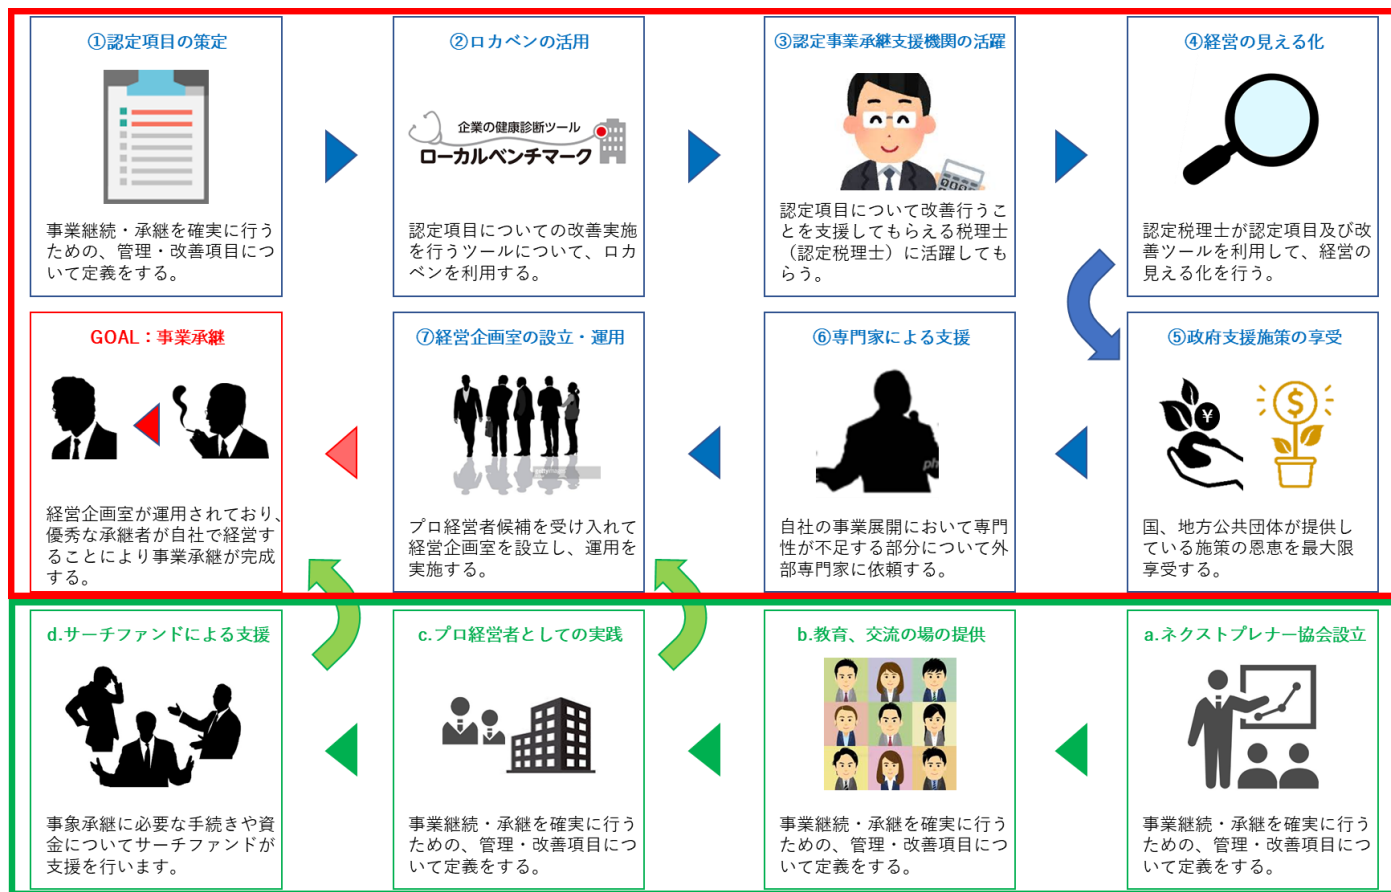 ①認定項目の策定
事業継続・承継を確実に行う
ための、管理・改善項目につ
いて定義をする。
②ロカベンの活用
企業の健康診断ツール
ローカルベンチマーク
認定項目についての改善実施
を行うツールについて、ロカ
ベンを利用する。
③認定事業承継支援機関の活躍
認定項目について改善行うこ
とを支援してもらえる税理士
（認定税理士）に活躍しても
らう。
④経営の見える化
認定税理士が認定項目及び改
善ツールを利用して、経営の
見える化を行う。
GOAL：事業承継
経営企画室が運用されており、
優秀な承継者が自社で経営す
ることにより事業承継が完成
する。
⑦経営企画室の設立・運用
プロ経営者候補を受け入れて
経営企画室を設立し、運用を
実施する。
⑥専門家による支援
ph
自社の事業展開において専門
性が不足する部分について外
部専門家に依頼する。
⑤政府支援施策の享受
¥
$
国、地方公共団体が提供し
ている施策の恩恵を最大限
享受する。
d.サーチファンドによる支援
事象承継に必要な手続きや資
金についてサーチファンドが
支援を行います。
c.プロ経営者としての実践
事業継続・承継を確実に行う
ための、管理・改善項目につ
いて定義をする。
b.教育、交流の場の提供
事業継続・承継を確実に行う
ための、管理・改善項目につ
いて定義をする。
a.ネクストプレナー協会設立
事業継続・承継を確実に行う
ための、管理・改善項目につ
いて定義をする。